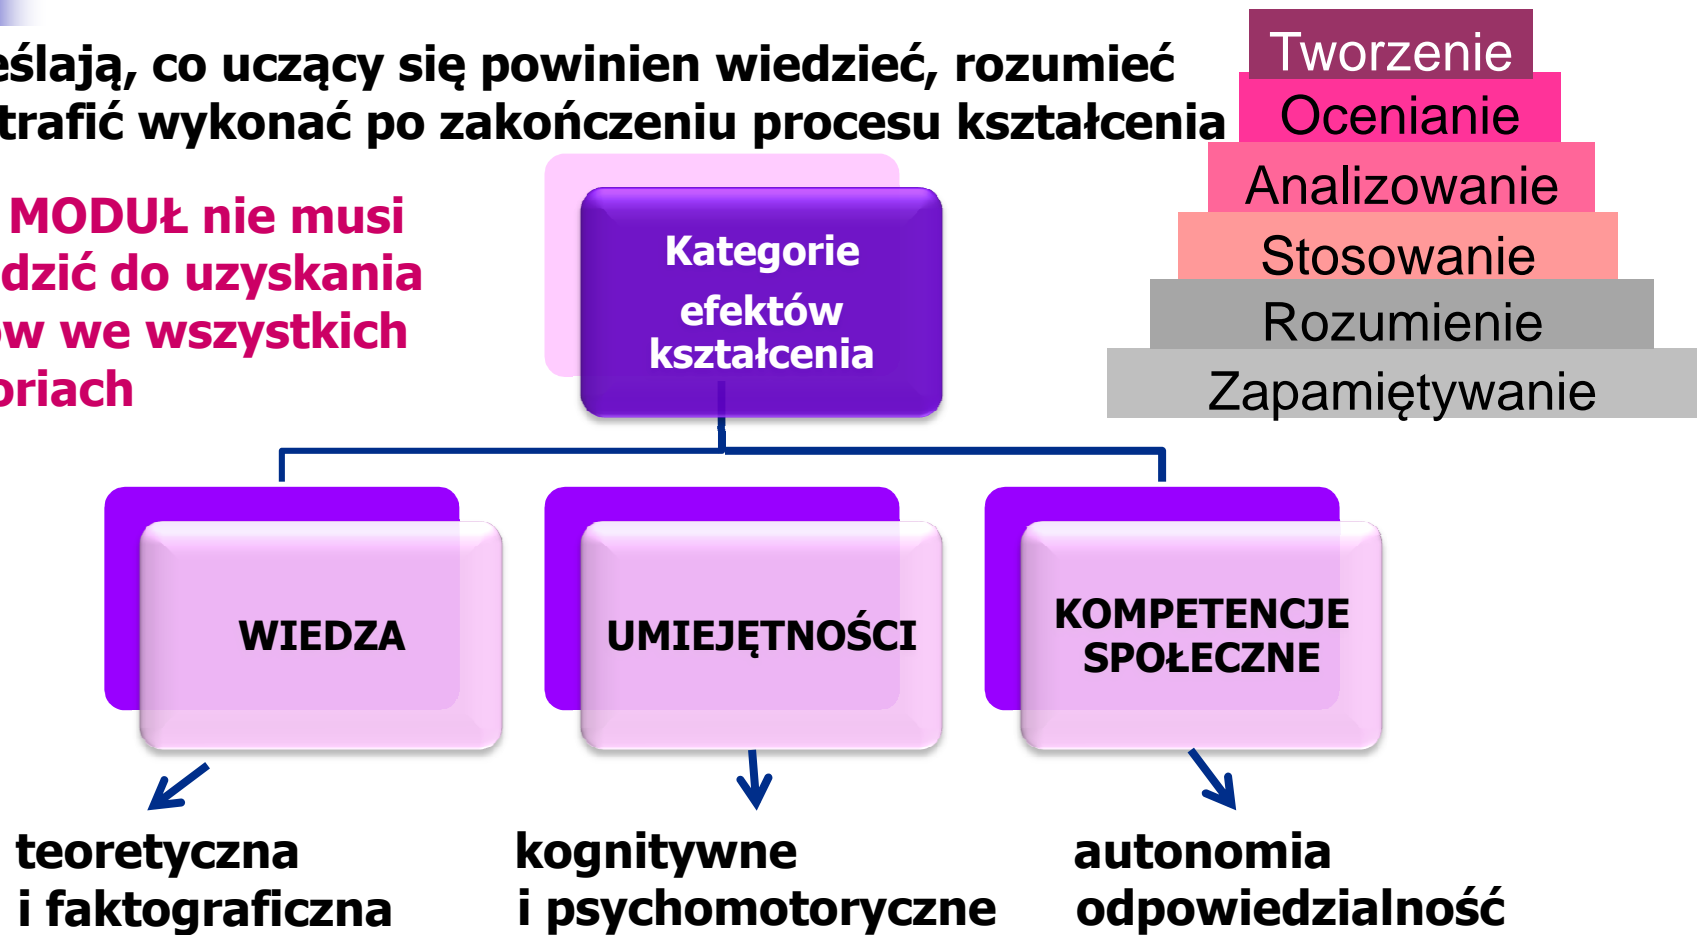 eślają, co uczący się powinien wiedzieć, rozumieć
trafić wykonać po zakończeniu procesu kształcenia
MODUŁ nie musi
dzić do uzyskania
ów we wszystkich
oriach
Tworzenie
Ocenianie
Analizowanie
Stosowanie
Rozumienie
Zapamiętywanie
Kategorie
efektów
kształcenia
WIEDZA
UMIEJĘTNOŚCI
KOMPETENCJE
SPOŁECZNE
teoretyczna
i faktograficzna
kognitywne
i psychomotoryczne
autonomia
odpowiedzialność